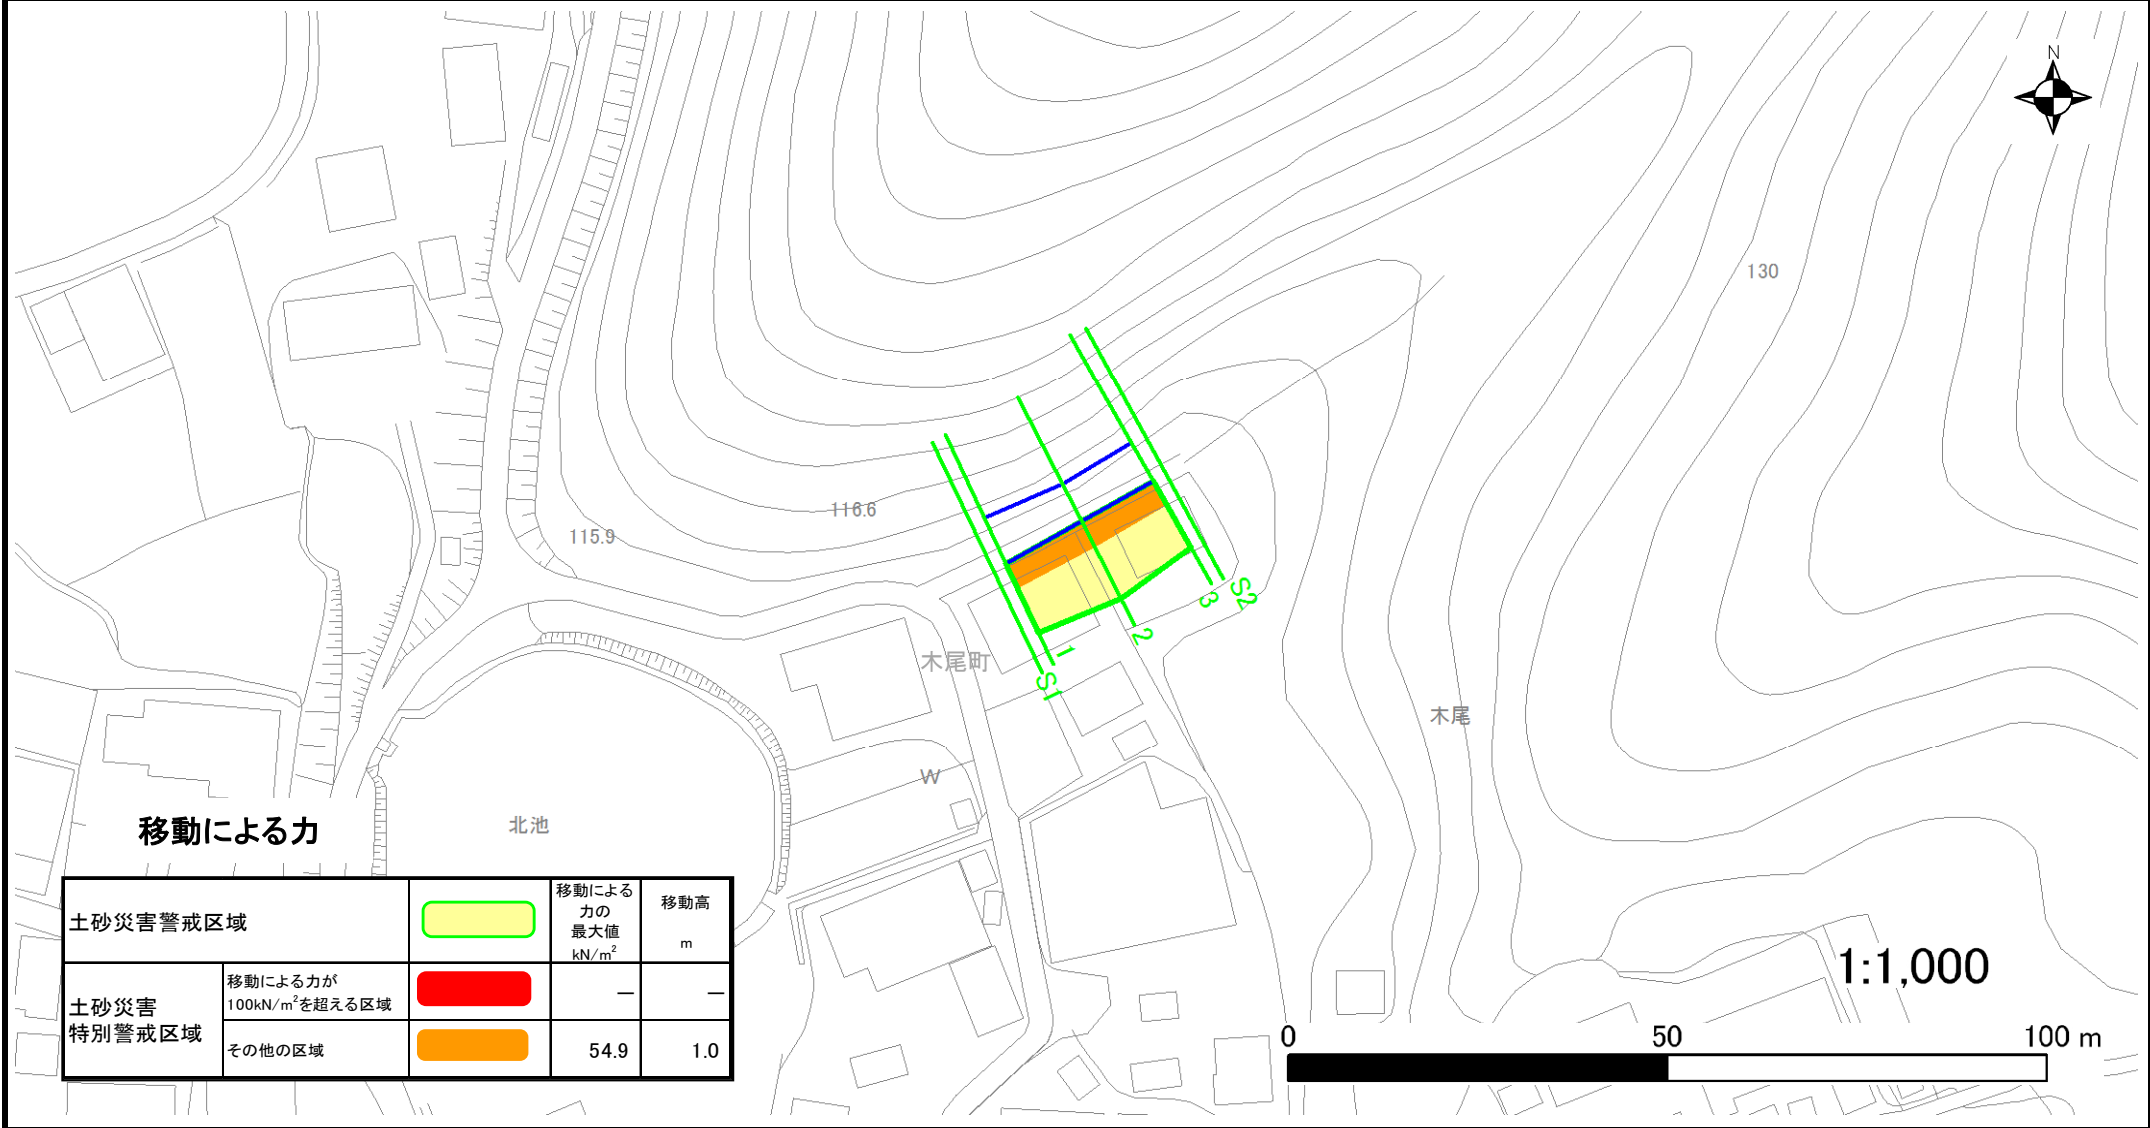 N
130
116.6
115.9
S2
3
2
1
S1
木尾町
木尾
W
北池
移動による力
土砂災害警戒区域
移動による
力の
最大値
kN/m²
移動高
m
土砂災害
特別警戒区域
移動による力が
100kN/m²を超える区域
—
—
その他の区域
54.9
1.0
1:1,000
0
50
100 m